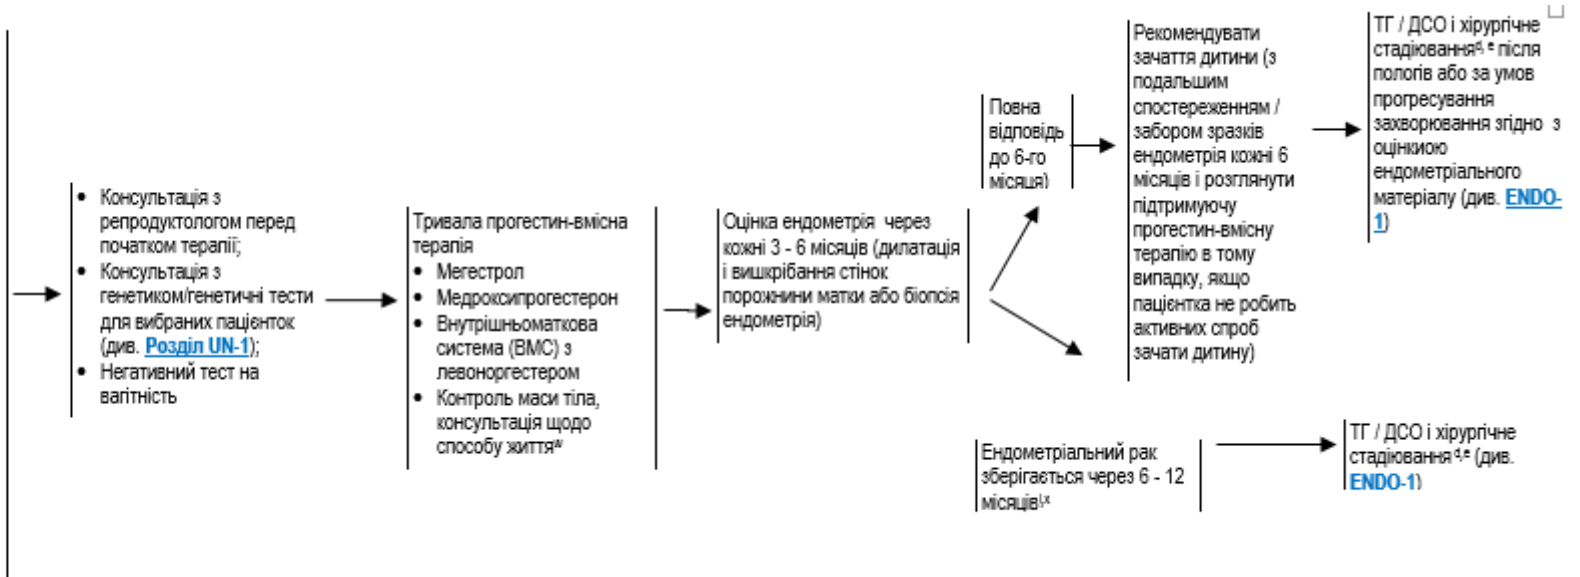 • Консультація з
репродуктологом перед
початком терапії;
• Консультація з
генетиком/генетичні тести
для вибраних пацієнток
(див. Розділ UN-1);
• Негативний тест на
вагітність
Тривала прогестин-вмісна
терапія
• Мегестрол
• Медроксипрогестерон
• Внутрішньоматкова
система (ВМС) з
левоноргестером
• Контроль маси тіла,
консультація щодо
способу життяʷ
Оцінка ендометрія через
кожні 3 - 6 місяців (дилатація
і вишкрібання стінок
порожнини матки або біопсія
ендометрія)
Повна
відповідь
до 6-го
місяця)
Рекомендувати
зачаття дитини (з
подальшим
спостереженням /
забором зразків
ендометрія кожні 6
місяців і розглянути
підтримуючу
прогестин-вмісну
терапію в тому
випадку, якщо
пацієнтка не робить
активних спроб
зачати дитину)
ТГ / ДСО і хірургічне
стадіюванняᵈ, ᵉ після
пологів або за умов
прогресування
захворювання згідно з
оцінкиою
ендометріального
матеріалу (див. ENDO-
1)
Ендометріальний рак
зберігається через 6 - 12
місяців
ТГ / ДСО і хірургічне
стадіювання ᵈ,ᵉ (див.
ENDO-1)